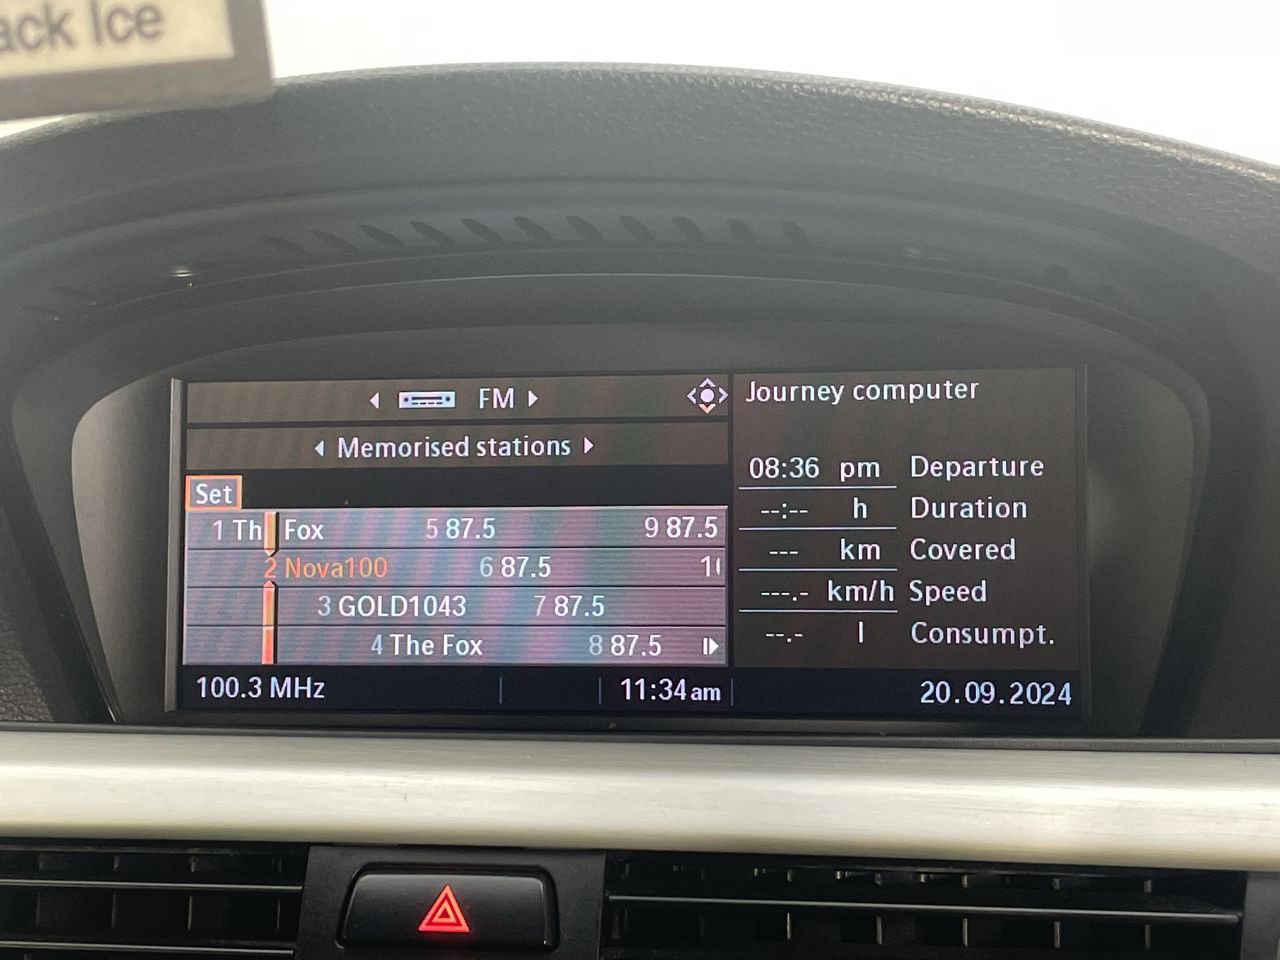 ack Ice
FM
Memorised stations
Set
1 Th Fox 5 87.5 9 87.5
2 Nova100 6 87.5
3 GOLD1043 7 87.5
4 The Fox 8 87.5
100.3 MHz 11:34 am
Journey computer
08:36 pm Departure
--:-- h Duration
--- km Covered
---.- km/h Speed
--.- l Consumpt.
20.09.2024